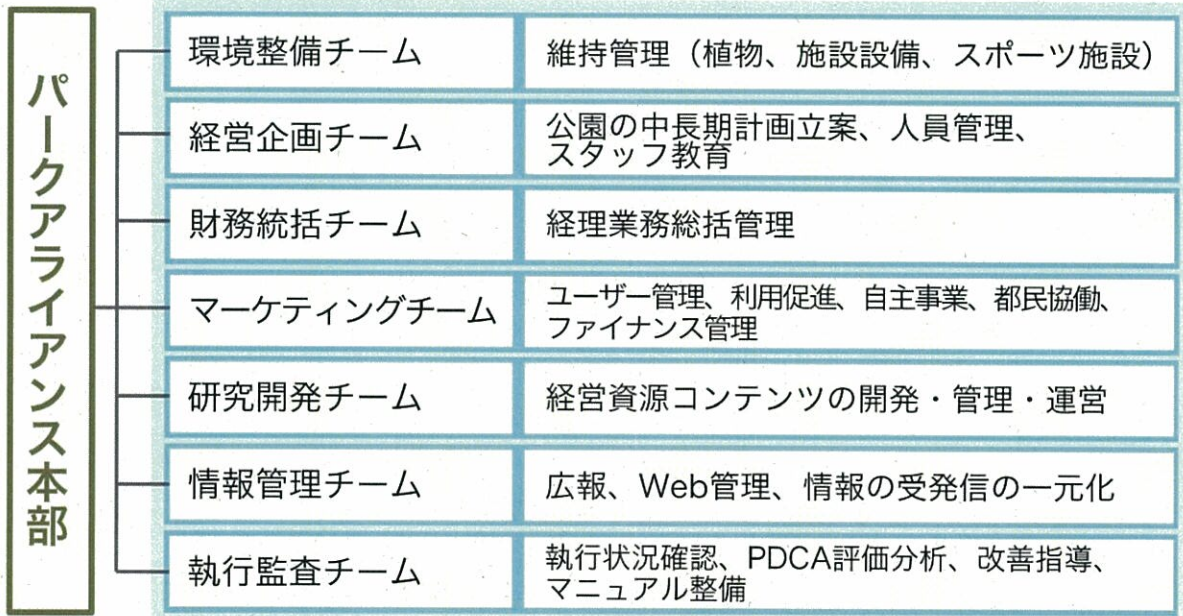 パークアライアンス本部
環境整備チーム
維持管理（植物、施設設備、スポーツ施設）
経営企画チーム
公園の中長期計画立案、人員管理、
スタッフ教育
財務統括チーム
経理業務総括管理
マーケティングチーム
ユーザー管理、利用促進、自主事業、都民協働、
ファイナンス管理
研究開発チーム
経営資源コンテンツの開発・管理・運営
情報管理チーム
広報、Web管理、情報の受発信の一元化
執行監査チーム
執行状況確認、PDCA評価分析、改善指導、
マニュアル整備